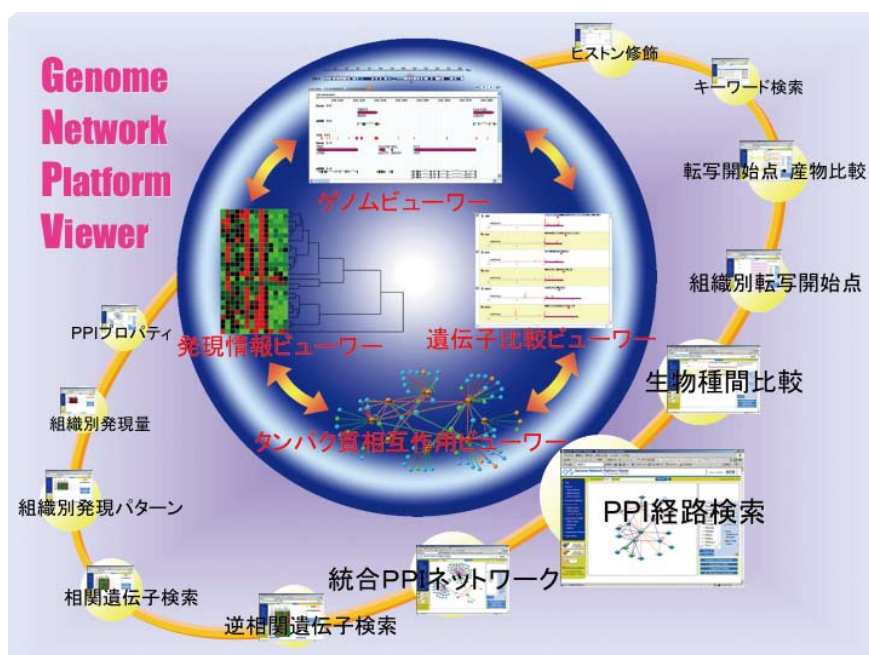 Genome
Network
Platform
Viewer
ゲノムビューワー
発現情報ビューワー
遺伝子比較ビューワー
タンパク質相互作用ビューワー
ヒストン修飾
キーワード検索
転写開始点・産物比較
組織別転写開始点
生物種間比較
PPI経路検索
統合PPIネットワーク
逆相関遺伝子検索
相関遺伝子検索
組織別発現パターン
組織別発現量
PPIプロパティ